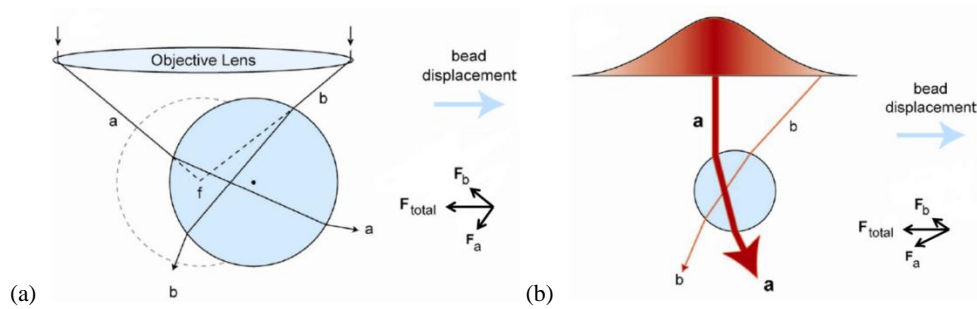 Objective Lens
bead
displacement
a
b
f
F_b
F_total
F_a
a
b
(a)
bead
displacement
a
b
F_b
F_total
F_a
b
a
(b)